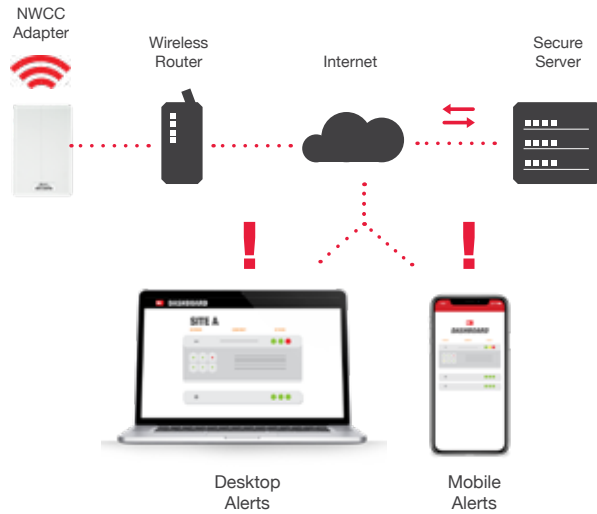 NWCC
Adapter
Wireless
Router
Internet
Secure
Server
!
!
DASHBOARD
SITE A
DASHBOARD
Desktop
Alerts
Mobile
Alerts